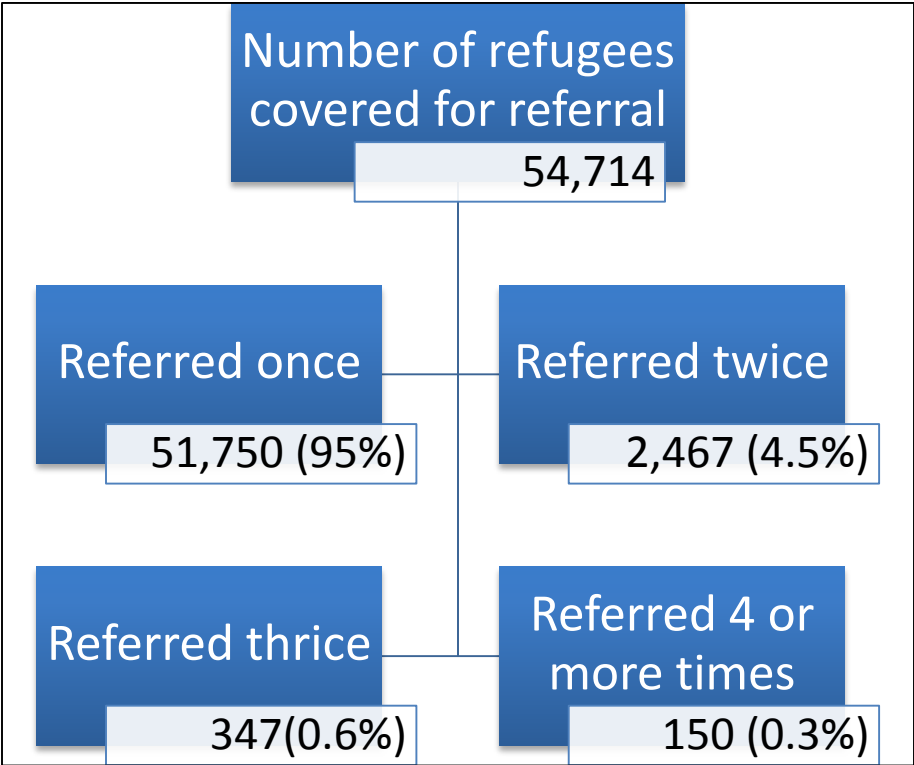 Number of refugees
covered for referral
54,714
Referred once
51,750 (95%)
Referred twice
2,467 (4.5%)
Referred thrice
347(0.6%)
Referred 4 or
more times
150 (0.3%)